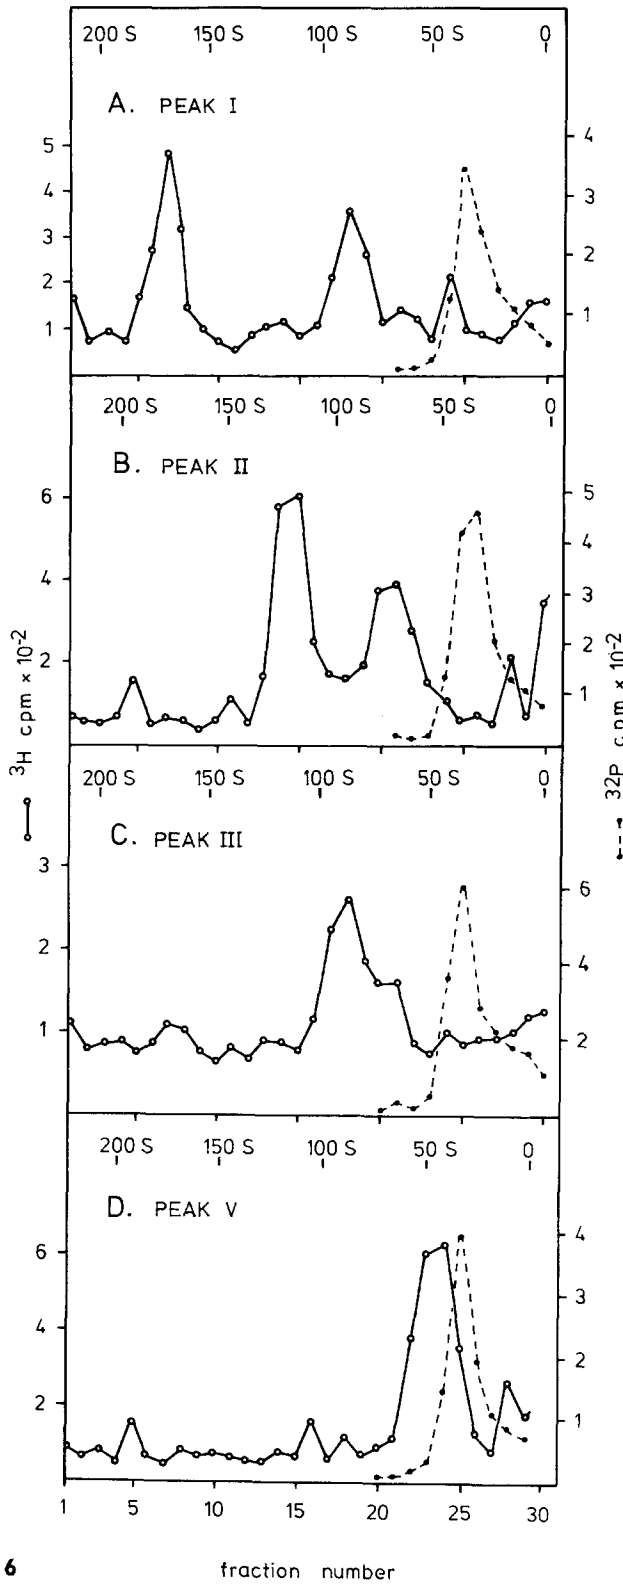 200 S 150 S 100 S 50 S 0
A. PEAK I
5
4
3
2
1
4
3
2
1
200 S 150 S 100 S 50 S 0
B. PEAK II
6
4
2
5
4
3
2
1
³H cpm × 10⁻²
³²P cpm × 10⁻²
200 S 150 S 100 S 50 S 0
C. PEAK III
3
2
1
6
4
2
200 S 150 S 100 S 50 S 0
D. PEAK V
6
4
2
4
3
2
1
1 5 10 15 20 25 30
6 fraction number